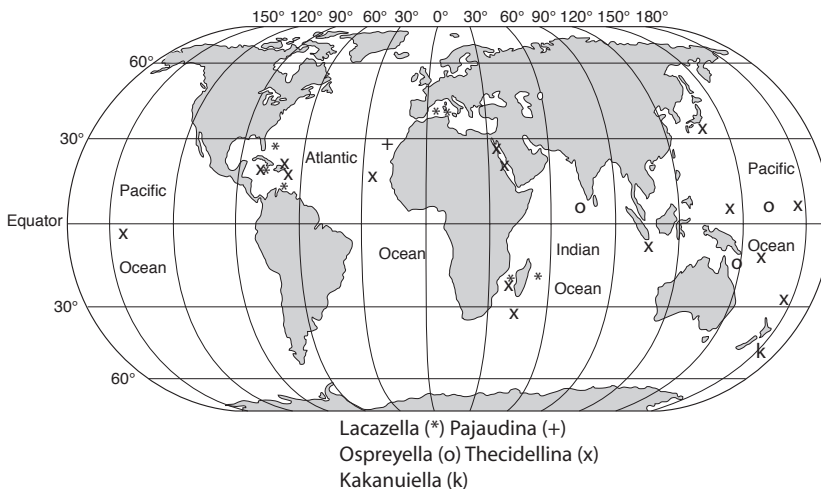 150° 120° 90° 60° 30° 0° 30° 60° 90° 120° 150° 180°
60°
30°
Atlantic
Pacific
Pacific
Equator
Ocean
Indian
Ocean
Ocean
Ocean
30°
60°
Lacazella (*) Pajaudina (+)
Ospreyella (o) Thecidellina (x)
Kakanuiella (k)